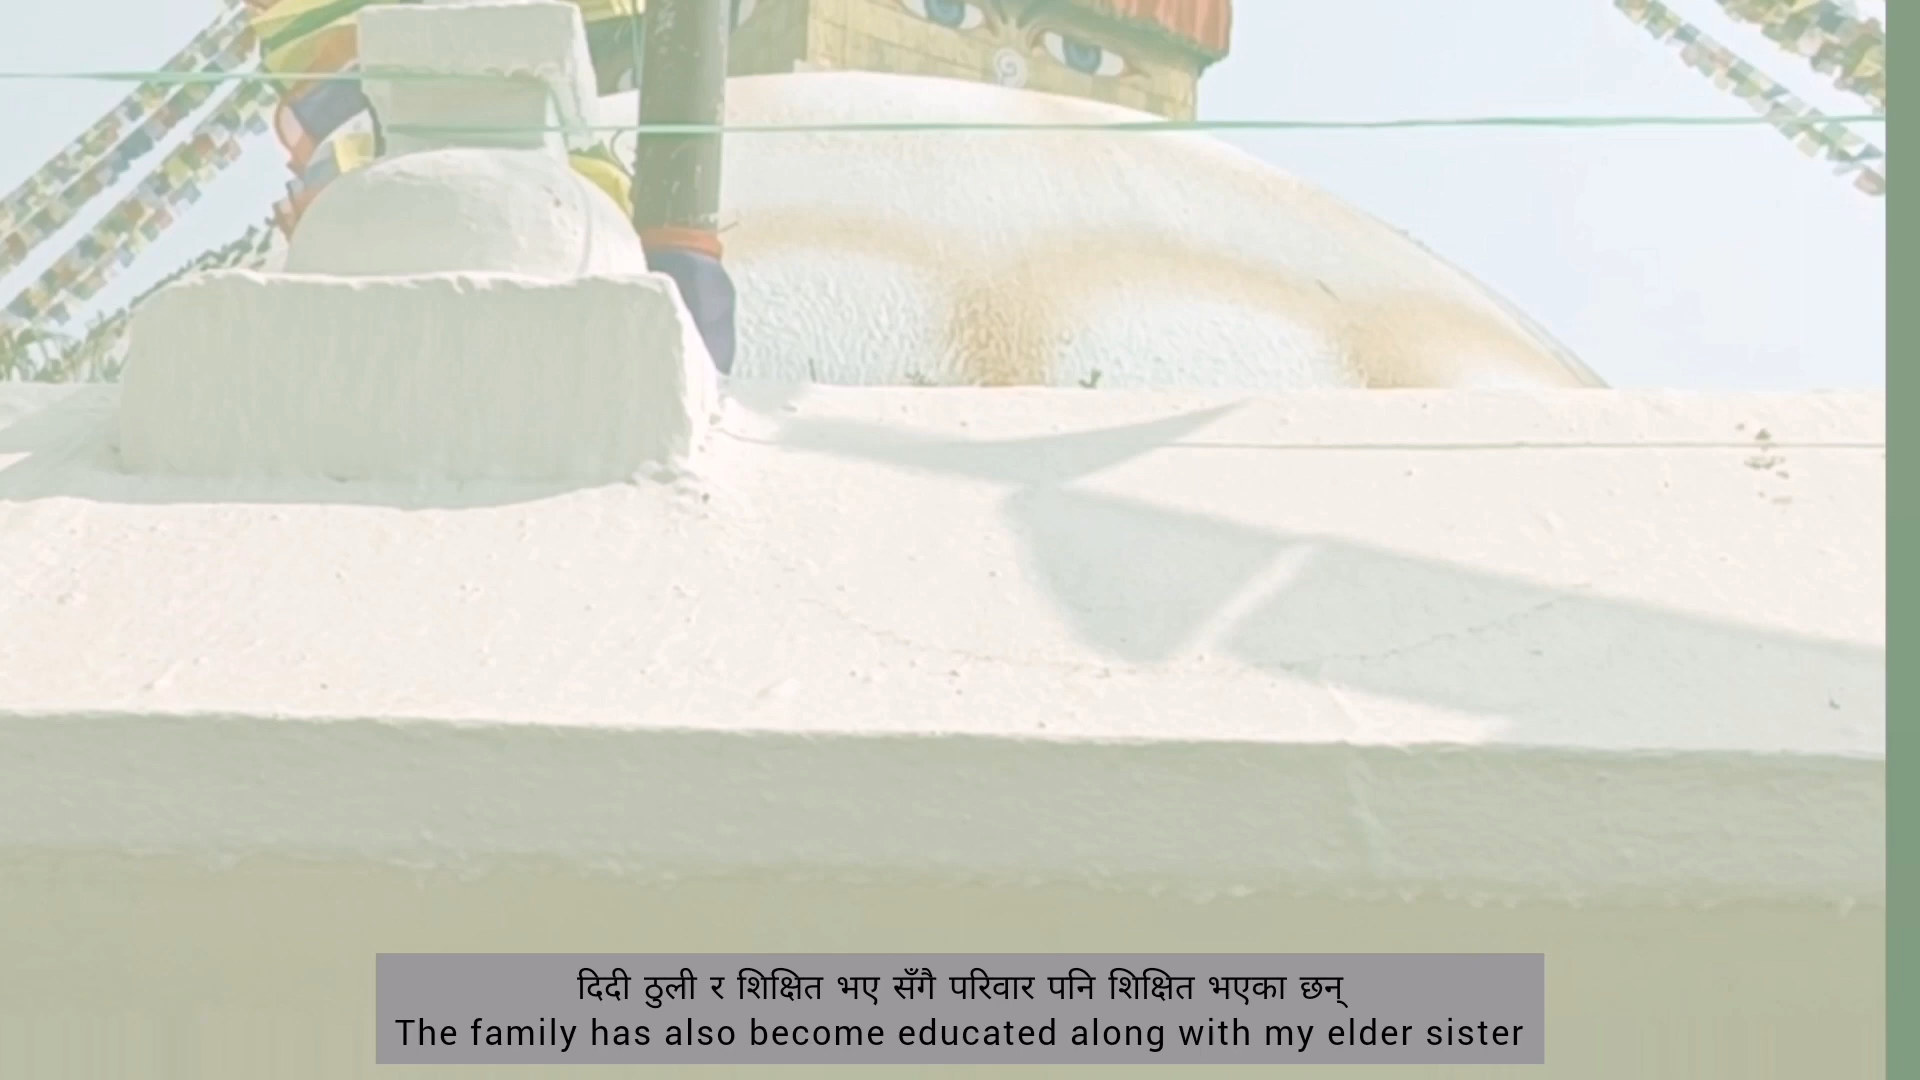 दिदी ठुली र शिक्षित भए सँगै परिवार पनि शिक्षित भएका छन्
The family has also become educated along with my elder sister